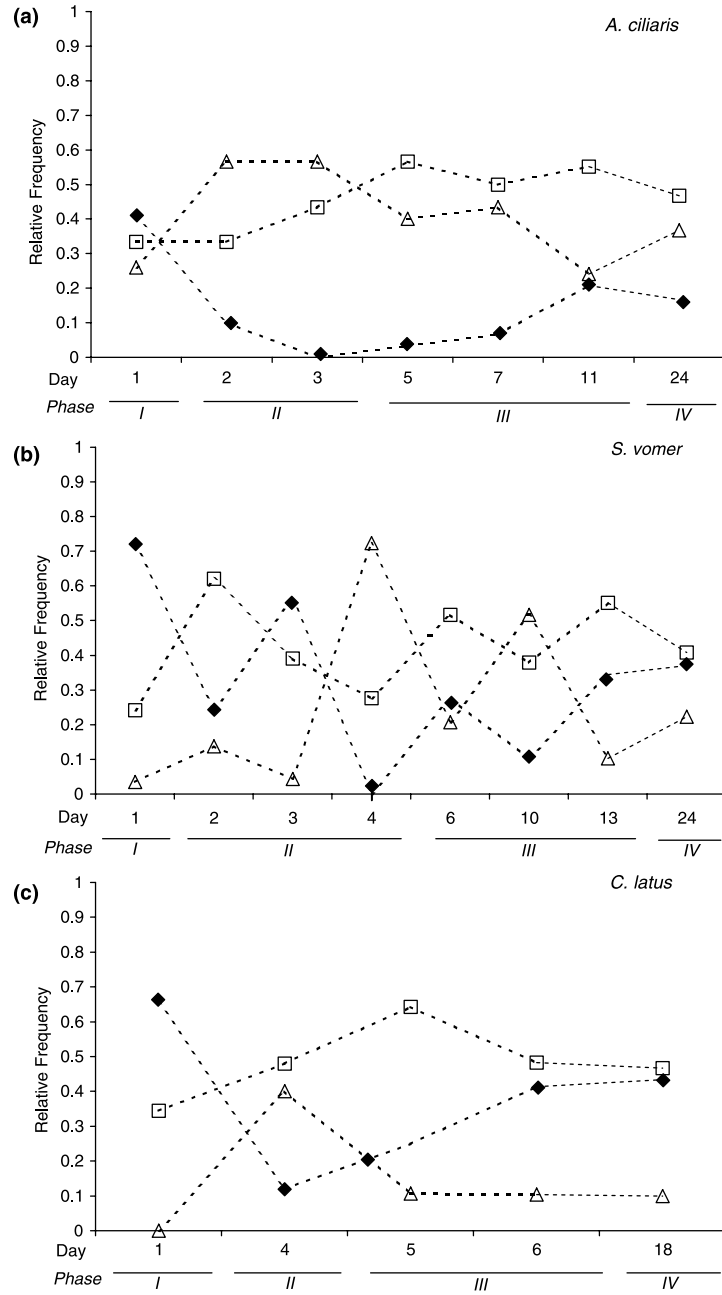 (a)
A. ciliaris
1
0.9
0.8
0.7
0.6
0.5
0.4
0.3
0.2
0.1
0
Relative Frequency
Day 1 2 3 5 7 11 24
Phase I II III IV
(b)
S. vomer
1
0.9
0.8
0.7
0.6
0.5
0.4
0.3
0.2
0.1
0
Relative Frequency
Day 1 2 3 4 6 10 13 24
Phase I II III IV
(c)
C. latus
1
0.9
0.8
0.7
0.6
0.5
0.4
0.3
0.2
0.1
0
Relative Frequency
Day 1 4 5 6 18
Phase I II III IV